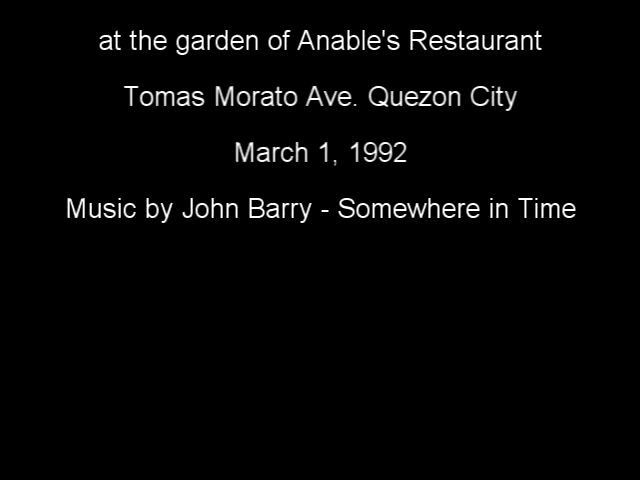 at the garden of Anable's Restaurant
Tomas Morato Ave. Quezon City
March 1, 1992
Music by John Barry - Somewhere in Time